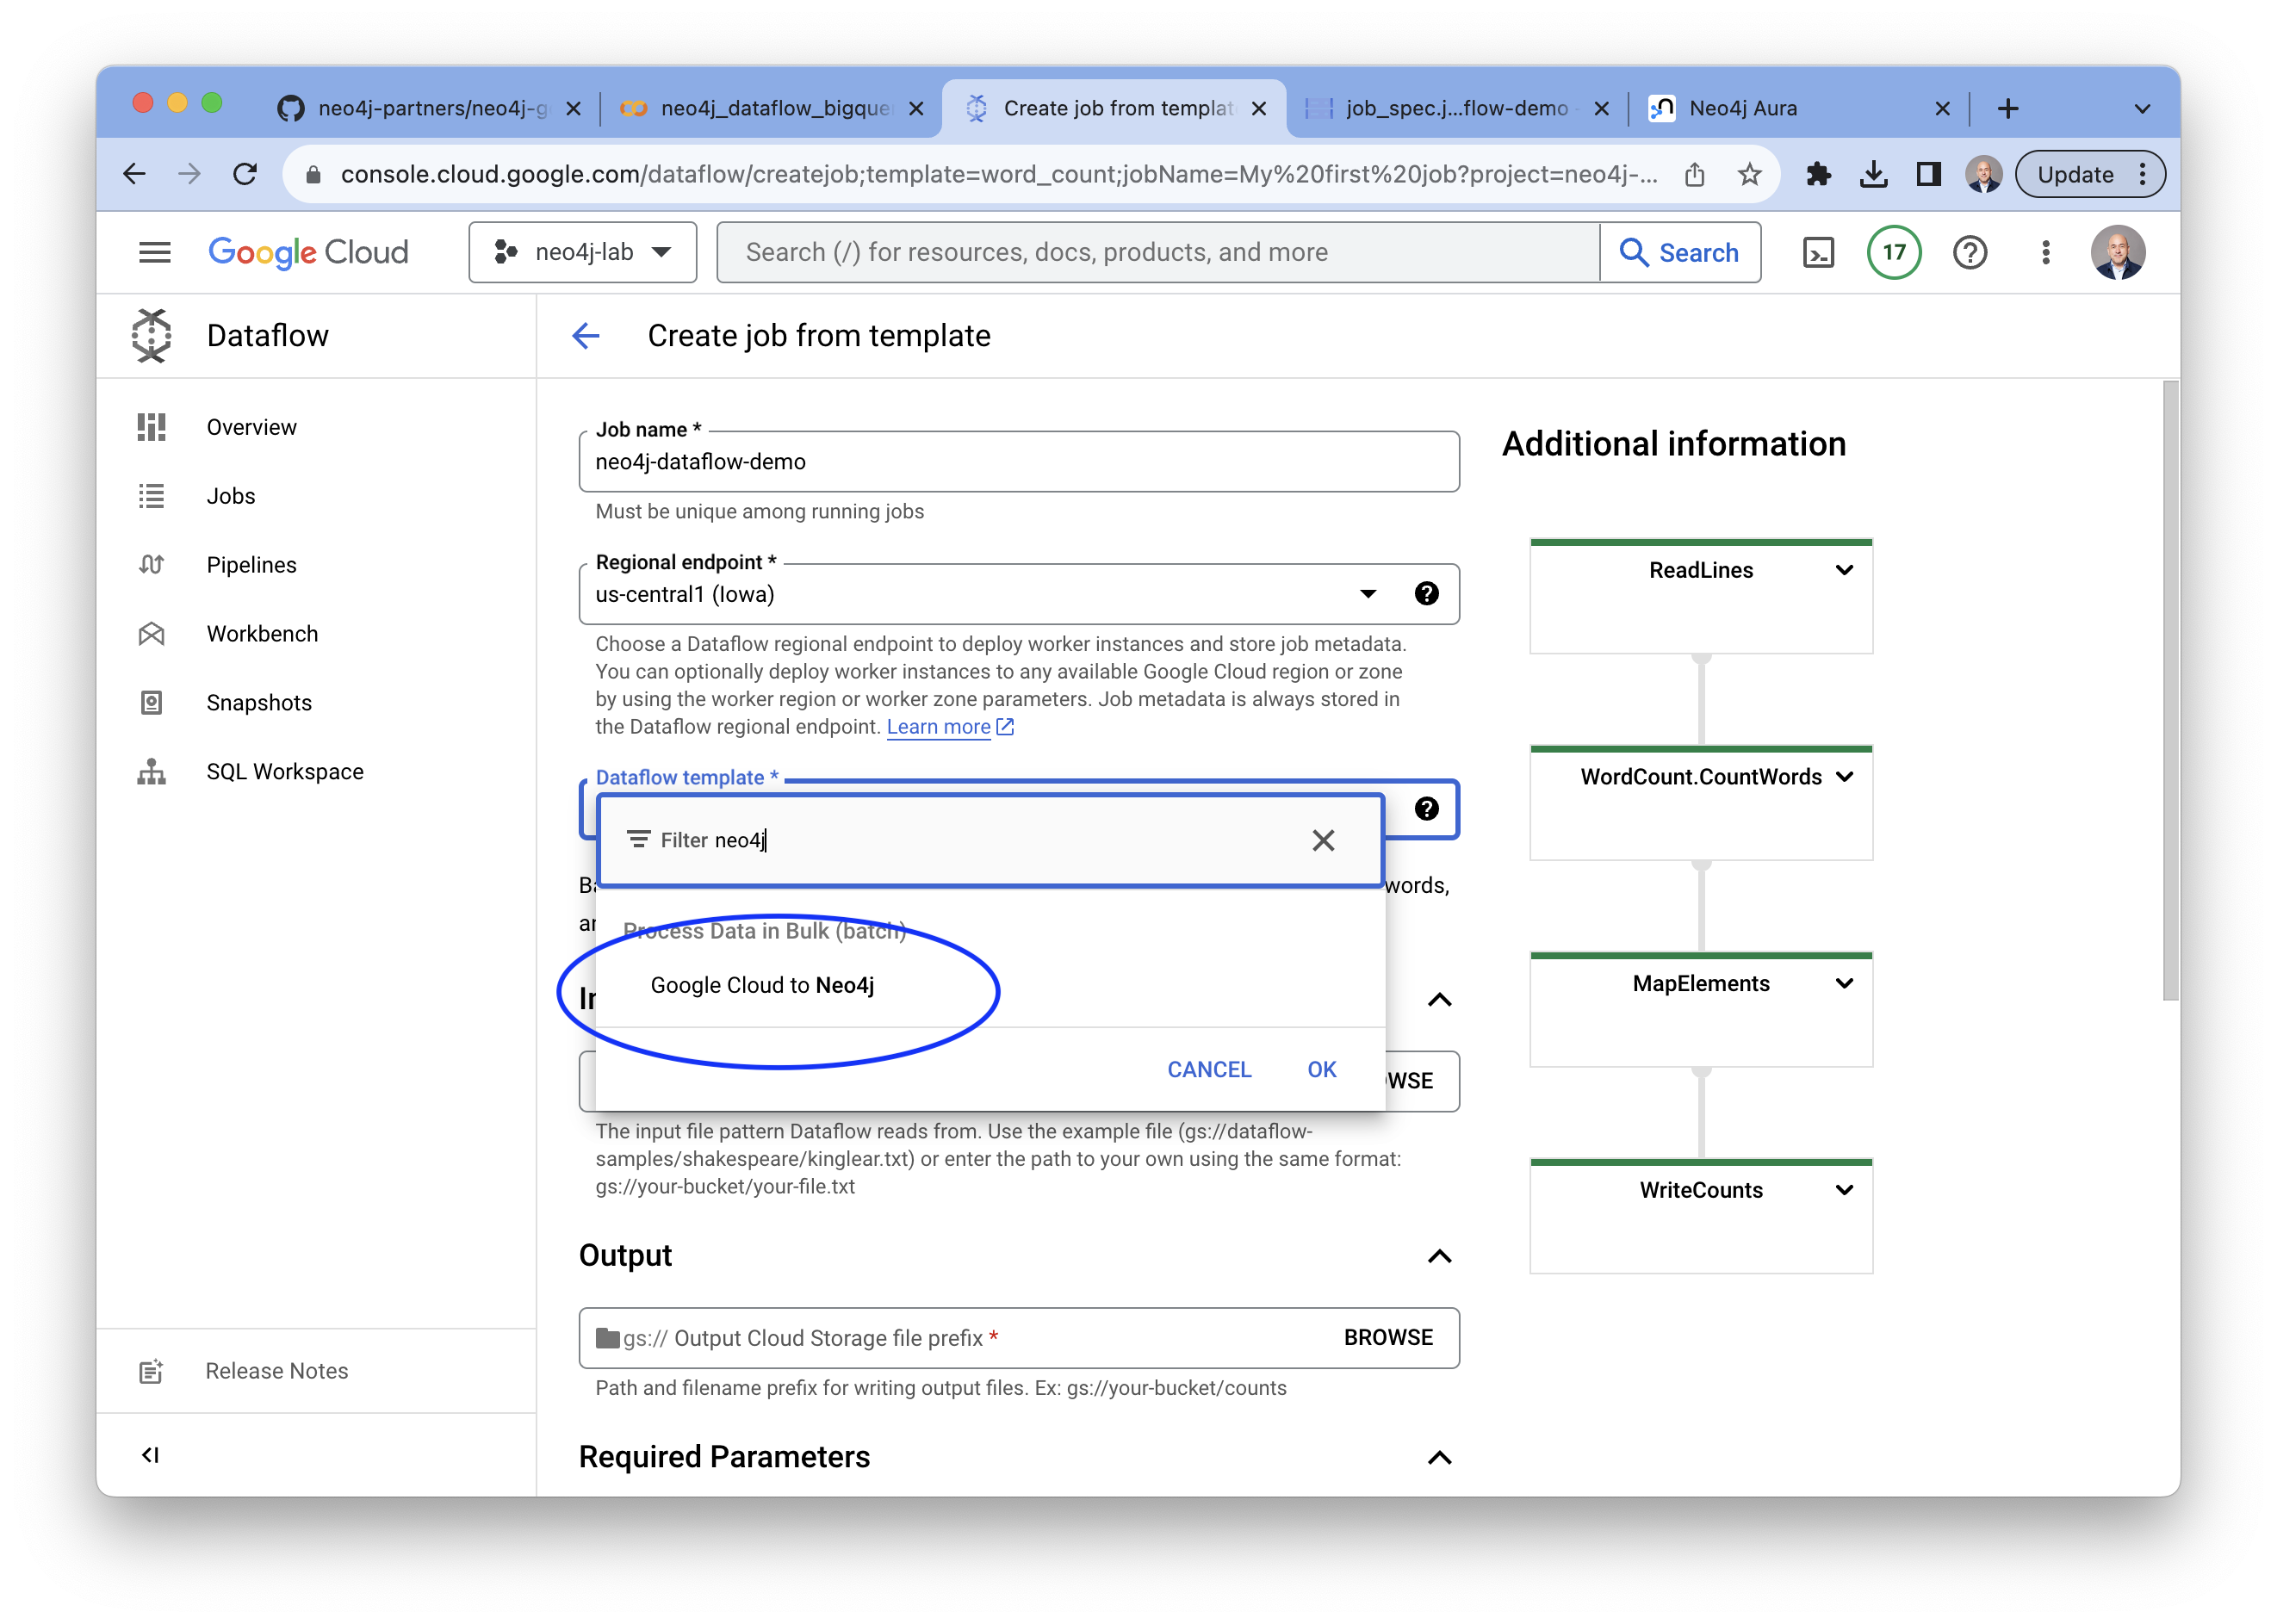 neo4j-partners/neo4j-g
neo4j_dataflow_bigque
Create job from templat
job_spec.j...flow-demo -
Neo4j Aura
console.cloud.google.com/dataflow/createjob;template=word_count;jobName=My%20first%20job?project=neo4j-...
Update
Google Cloud
neo4j-lab
Search (/) for resources, docs, products, and more
Search
17
Dataflow
Create job from template
Overview
Jobs
Pipelines
Workbench
Snapshots
SQL Workspace
Release Notes
Job name *
neo4j-dataflow-demo
Must be unique among running jobs
Regional endpoint *
us-central1 (Iowa)
Choose a Dataflow regional endpoint to deploy worker instances and store job metadata.
You can optionally deploy worker instances to any available Google Cloud region or zone
by using the worker region or worker zone parameters. Job metadata is always stored in
the Dataflow regional endpoint. Learn more
Dataflow template *
Filter neo4j
words,
Process Data in Bulk (batch)
Google Cloud to Neo4j
CANCEL
OK
The input file pattern Dataflow reads from. Use the example file (gs://dataflow-
samples/shakespeare/kinglear.txt) or enter the path to your own using the same format:
gs://your-bucket/your-file.txt
Output
gs:// Output Cloud Storage file prefix *
BROWSE
Path and filename prefix for writing output files. Ex: gs://your-bucket/counts
Required Parameters
Additional information
ReadLines
WordCount.CountWords
MapElements
WriteCounts